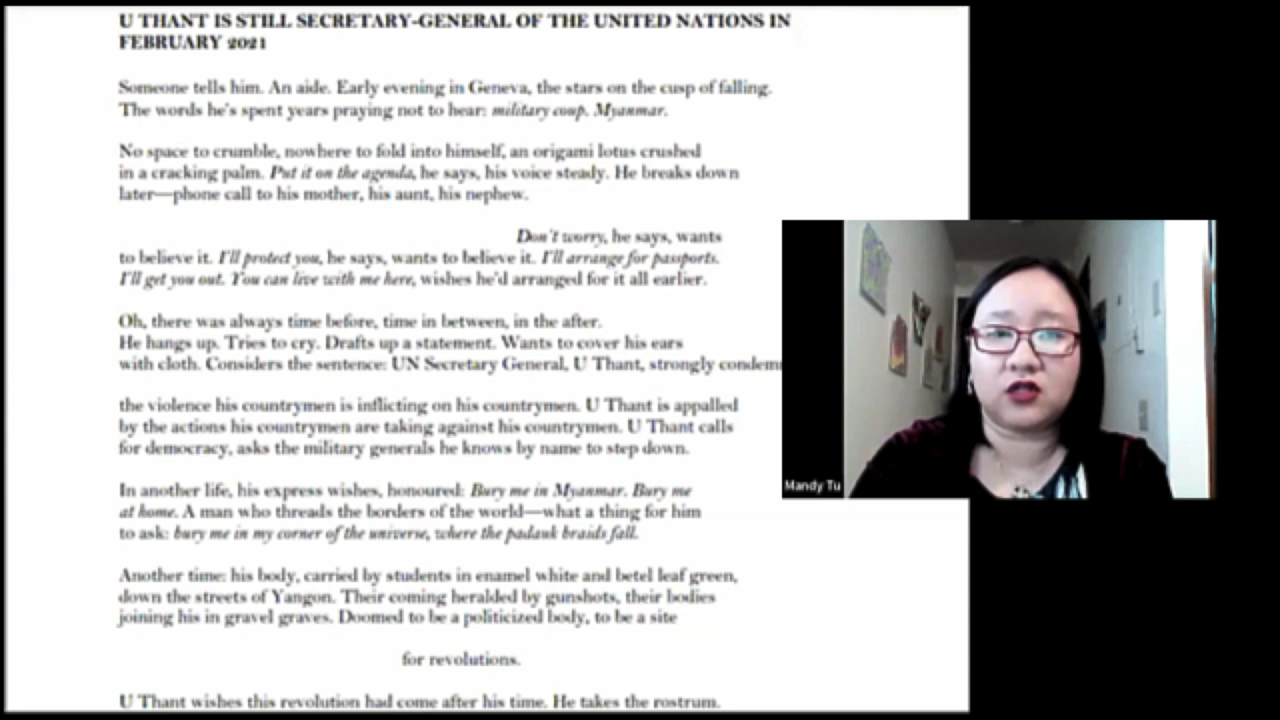 U THANT IS STILL SECRETARY-GENERAL OF THE UNITED NATIONS IN
FEBRUARY 2021
Someone tells him. An aide. Early evening in Geneva, the stars on the cusp of falling.
The words he's spent years praying not to hear: military coup. Myanmar.
No space to crumble, nowhere to fold into himself, an origami lotus crushed
in a cracking palm. Put it on the agenda, he says, his voice steady. He breaks down
later—phone call to his mother, his aunt, his nephew.
Don't worry, he says, wants
to believe it. I'll protect you, he says, wants to believe it. I'll arrange for passports.
I'll get you out. You can live with me here, wishes he'd arranged for it all earlier.
Oh, there was always time before, time in between, in the after.
He hangs up. Tries to cry. Drafts up a statement. Wants to cover his ears
with cloth. Considers the sentence: UN Secretary General, U Thant, strongly condem
the violence his countrymen is inflicting on his countrymen. U Thant is appalled
by the actions his countrymen are taking against his countrymen. U Thant calls
for democracy, asks the military generals he knows by name to step down.
In another life, his express wishes, honoured: Bury me in Myanmar. Bury me
at home. A man who threads the borders of the world—what a thing for him
to ask: bury me in my corner of the universe, where the padauk braids fall.
Another time: his body, carried by students in enamel white and betel leaf green,
down the streets of Yangon. Their coming heralded by gunshots, their bodies
joining his in gravel graves. Doomed to be a politicized body, to be a site
for revolutions.
U Thant wishes this revolution had come after his time. He takes the rostrum.
Mandy Tu